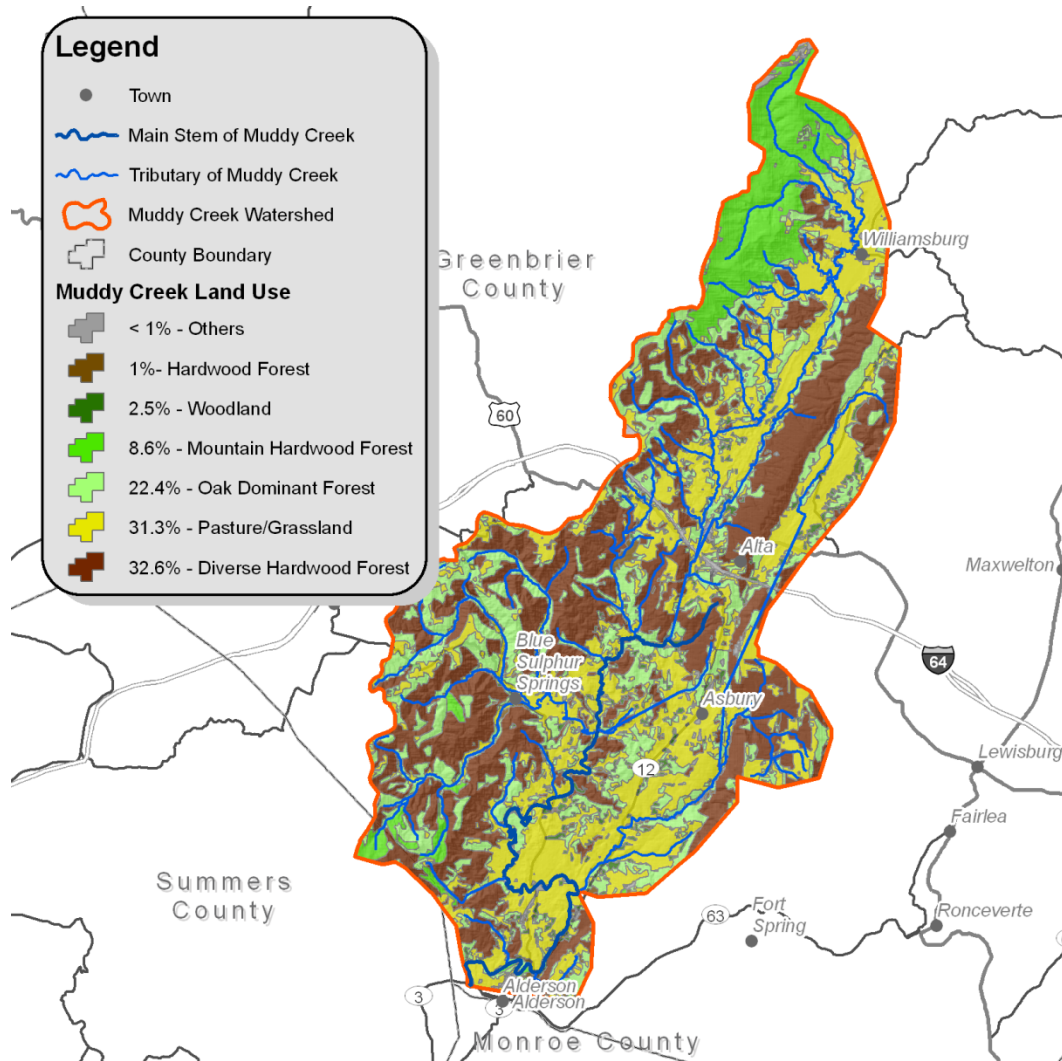 Legend
Town
Main Stem of Muddy Creek
Tributary of Muddy Creek
Muddy Creek Watershed
County Boundary
Muddy Creek Land Use
< 1% - Others
1%- Hardwood Forest
2.5% - Woodland
8.6% - Mountain Hardwood Forest
22.4% - Oak Dominant Forest
31.3% - Pasture/Grassland
32.6% - Diverse Hardwood Forest
Williamsburg
Greenbrier
County
60
Alta
Maxwelton
Blue
Sulphur
Springs
64
Asbury
12
Lewisburg
Fairlea
Summers
County
63
Fort
Spring
Ronceverte
Alderson
3
3
Alderson
Monroe County